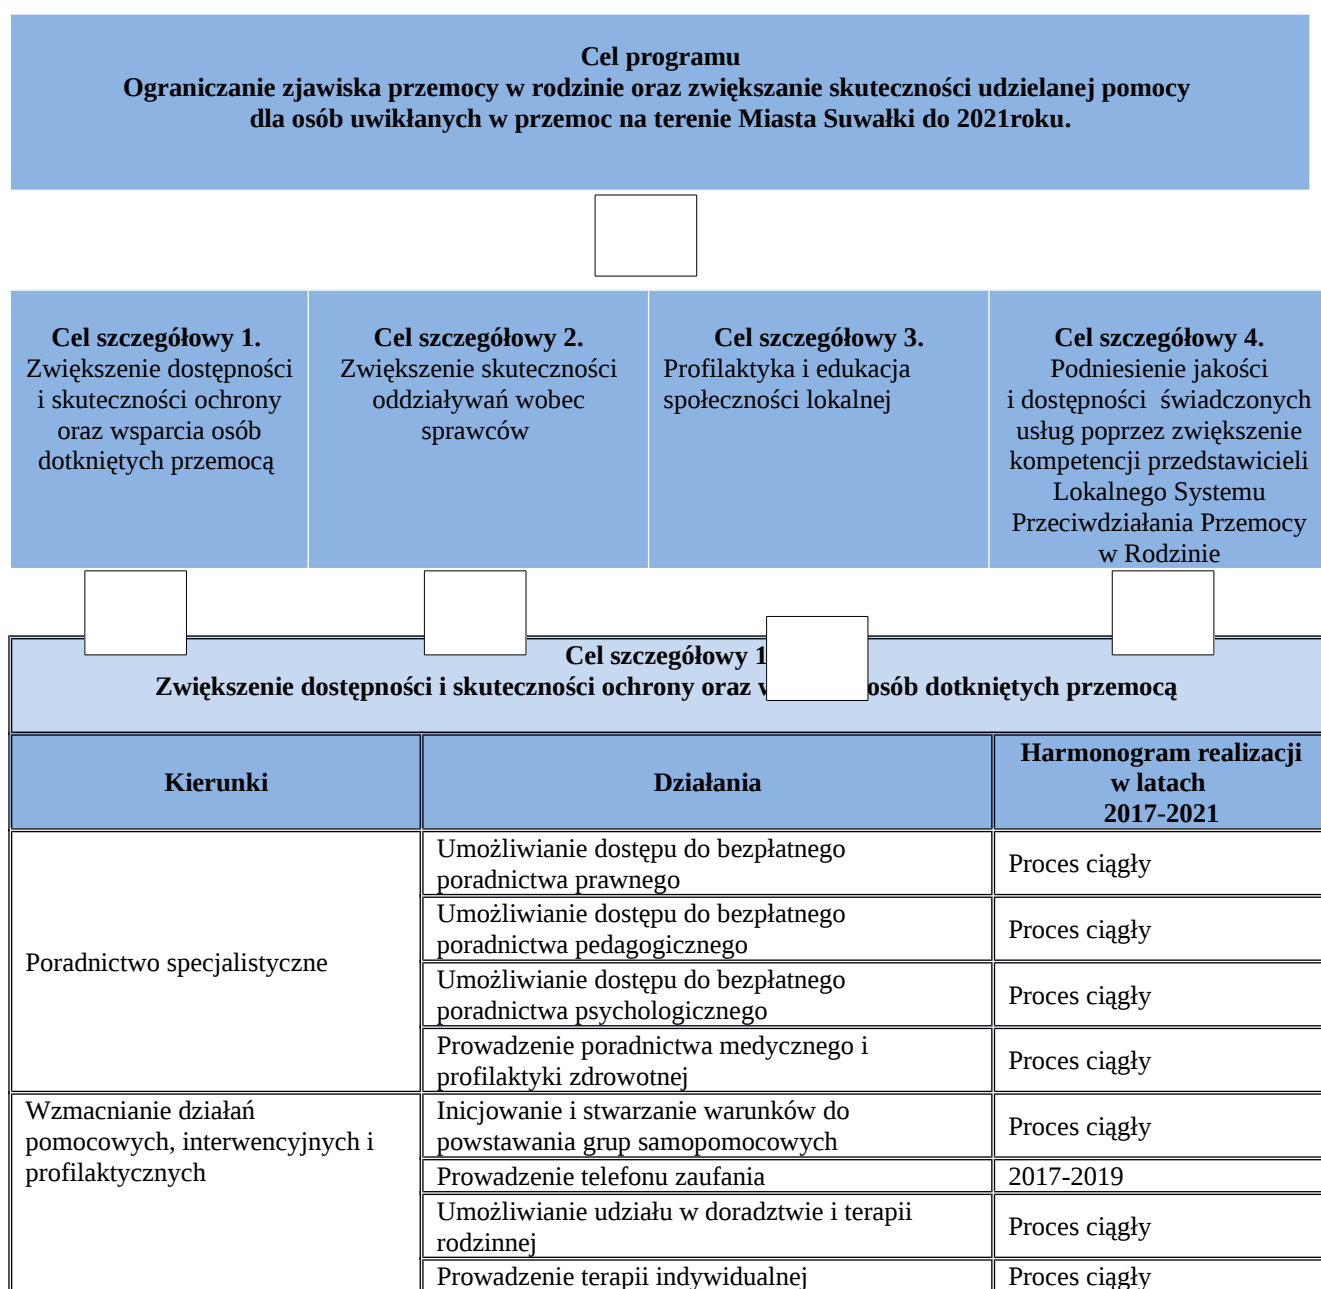 Cel programu
Ograniczanie zjawiska przemocy w rodzinie oraz zwiększanie skuteczności udzielanej pomocy
dla osób uwikłanych w przemoc na terenie Miasta Suwałki do 2021roku.
Cel szczegółowy 1.
Zwiększenie dostępności
i skuteczności ochrony
oraz wsparcia osób
dotkniętych przemocą
Cel szczegółowy 2.
Zwiększenie skuteczności
oddziaływań wobec
sprawców
Cel szczegółowy 3.
Profilaktyka i edukacja
społeczności lokalnej
Cel szczegółowy 4.
Podniesienie jakości
i dostępności  świadczonych
usług poprzez zwiększenie
kompetencji przedstawicieli
Lokalnego Systemu
Przeciwdziałania Przemocy
w Rodzinie
Cel szczegółowy 1
Zwiększenie dostępności i skuteczności ochrony oraz osób dotkniętych przemocą
Kierunki
Działania
Harmonogram realizacji
w latach
2017-2021
Poradnictwo specjalistyczne
Umożliwianie dostępu do bezpłatnego
poradnictwa prawnego
Proces ciągły
Umożliwianie dostępu do bezpłatnego
poradnictwa pedagogicznego
Proces ciągły
Umożliwianie dostępu do bezpłatnego
poradnictwa psychologicznego
Proces ciągły
Prowadzenie poradnictwa medycznego i
profilaktyki zdrowotnej
Proces ciągły
Wzmacnianie działań
pomocowych, interwencyjnych i
profilaktycznych
Inicjowanie i stwarzanie warunków do
powstawania grup samopomocowych
Proces ciągły
Prowadzenie telefonu zaufania
2017-2019
Umożliwianie udziału w doradztwie i terapii
rodzinnej
Proces ciągły
Prowadzenie terapii indywidualnej
Proces ciągły